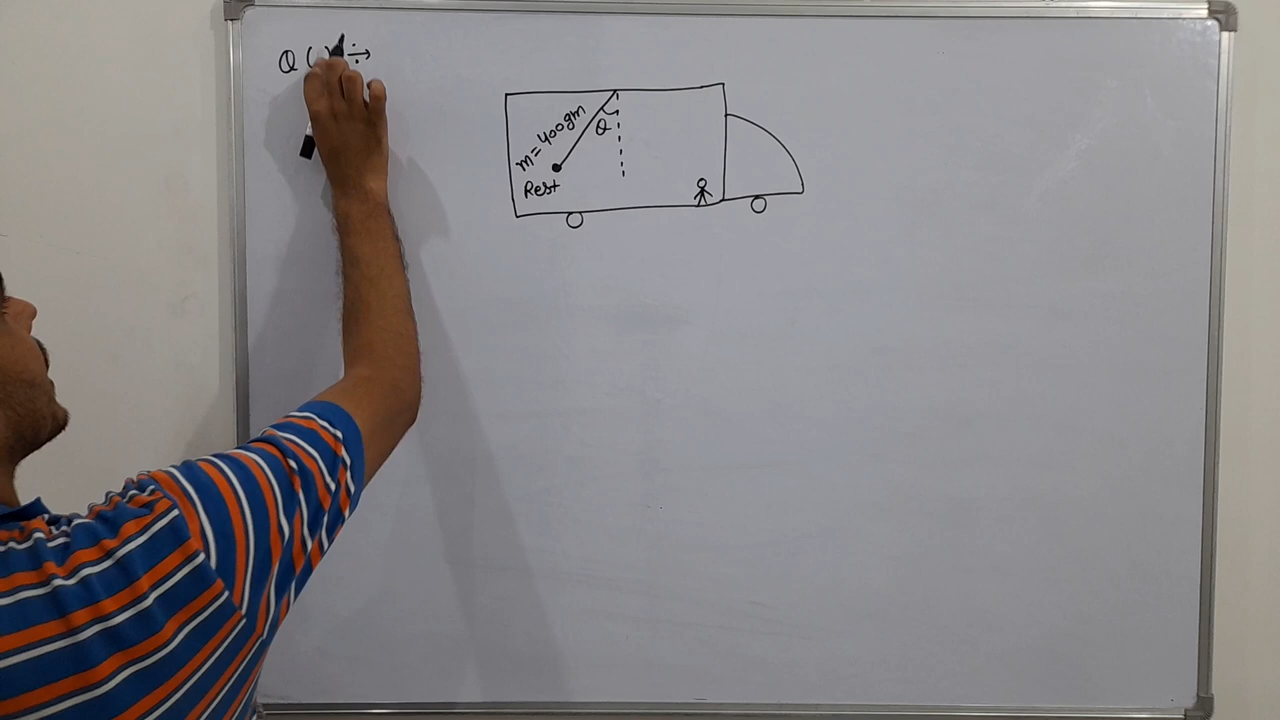 Q ( ) ÷→
m=400gm
θ
Rest